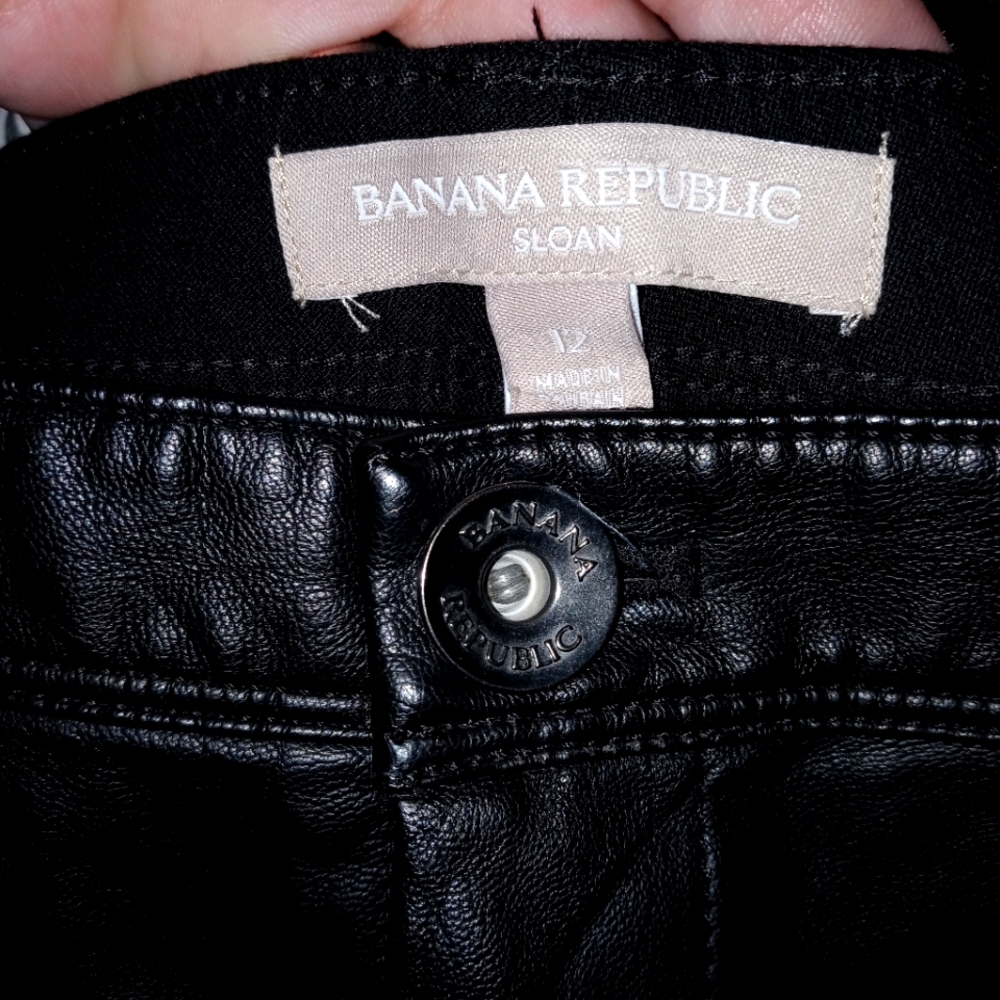 BANANA REPUBLIC
SLOAN
12
MADE IN
BANANA
REPUBLIC